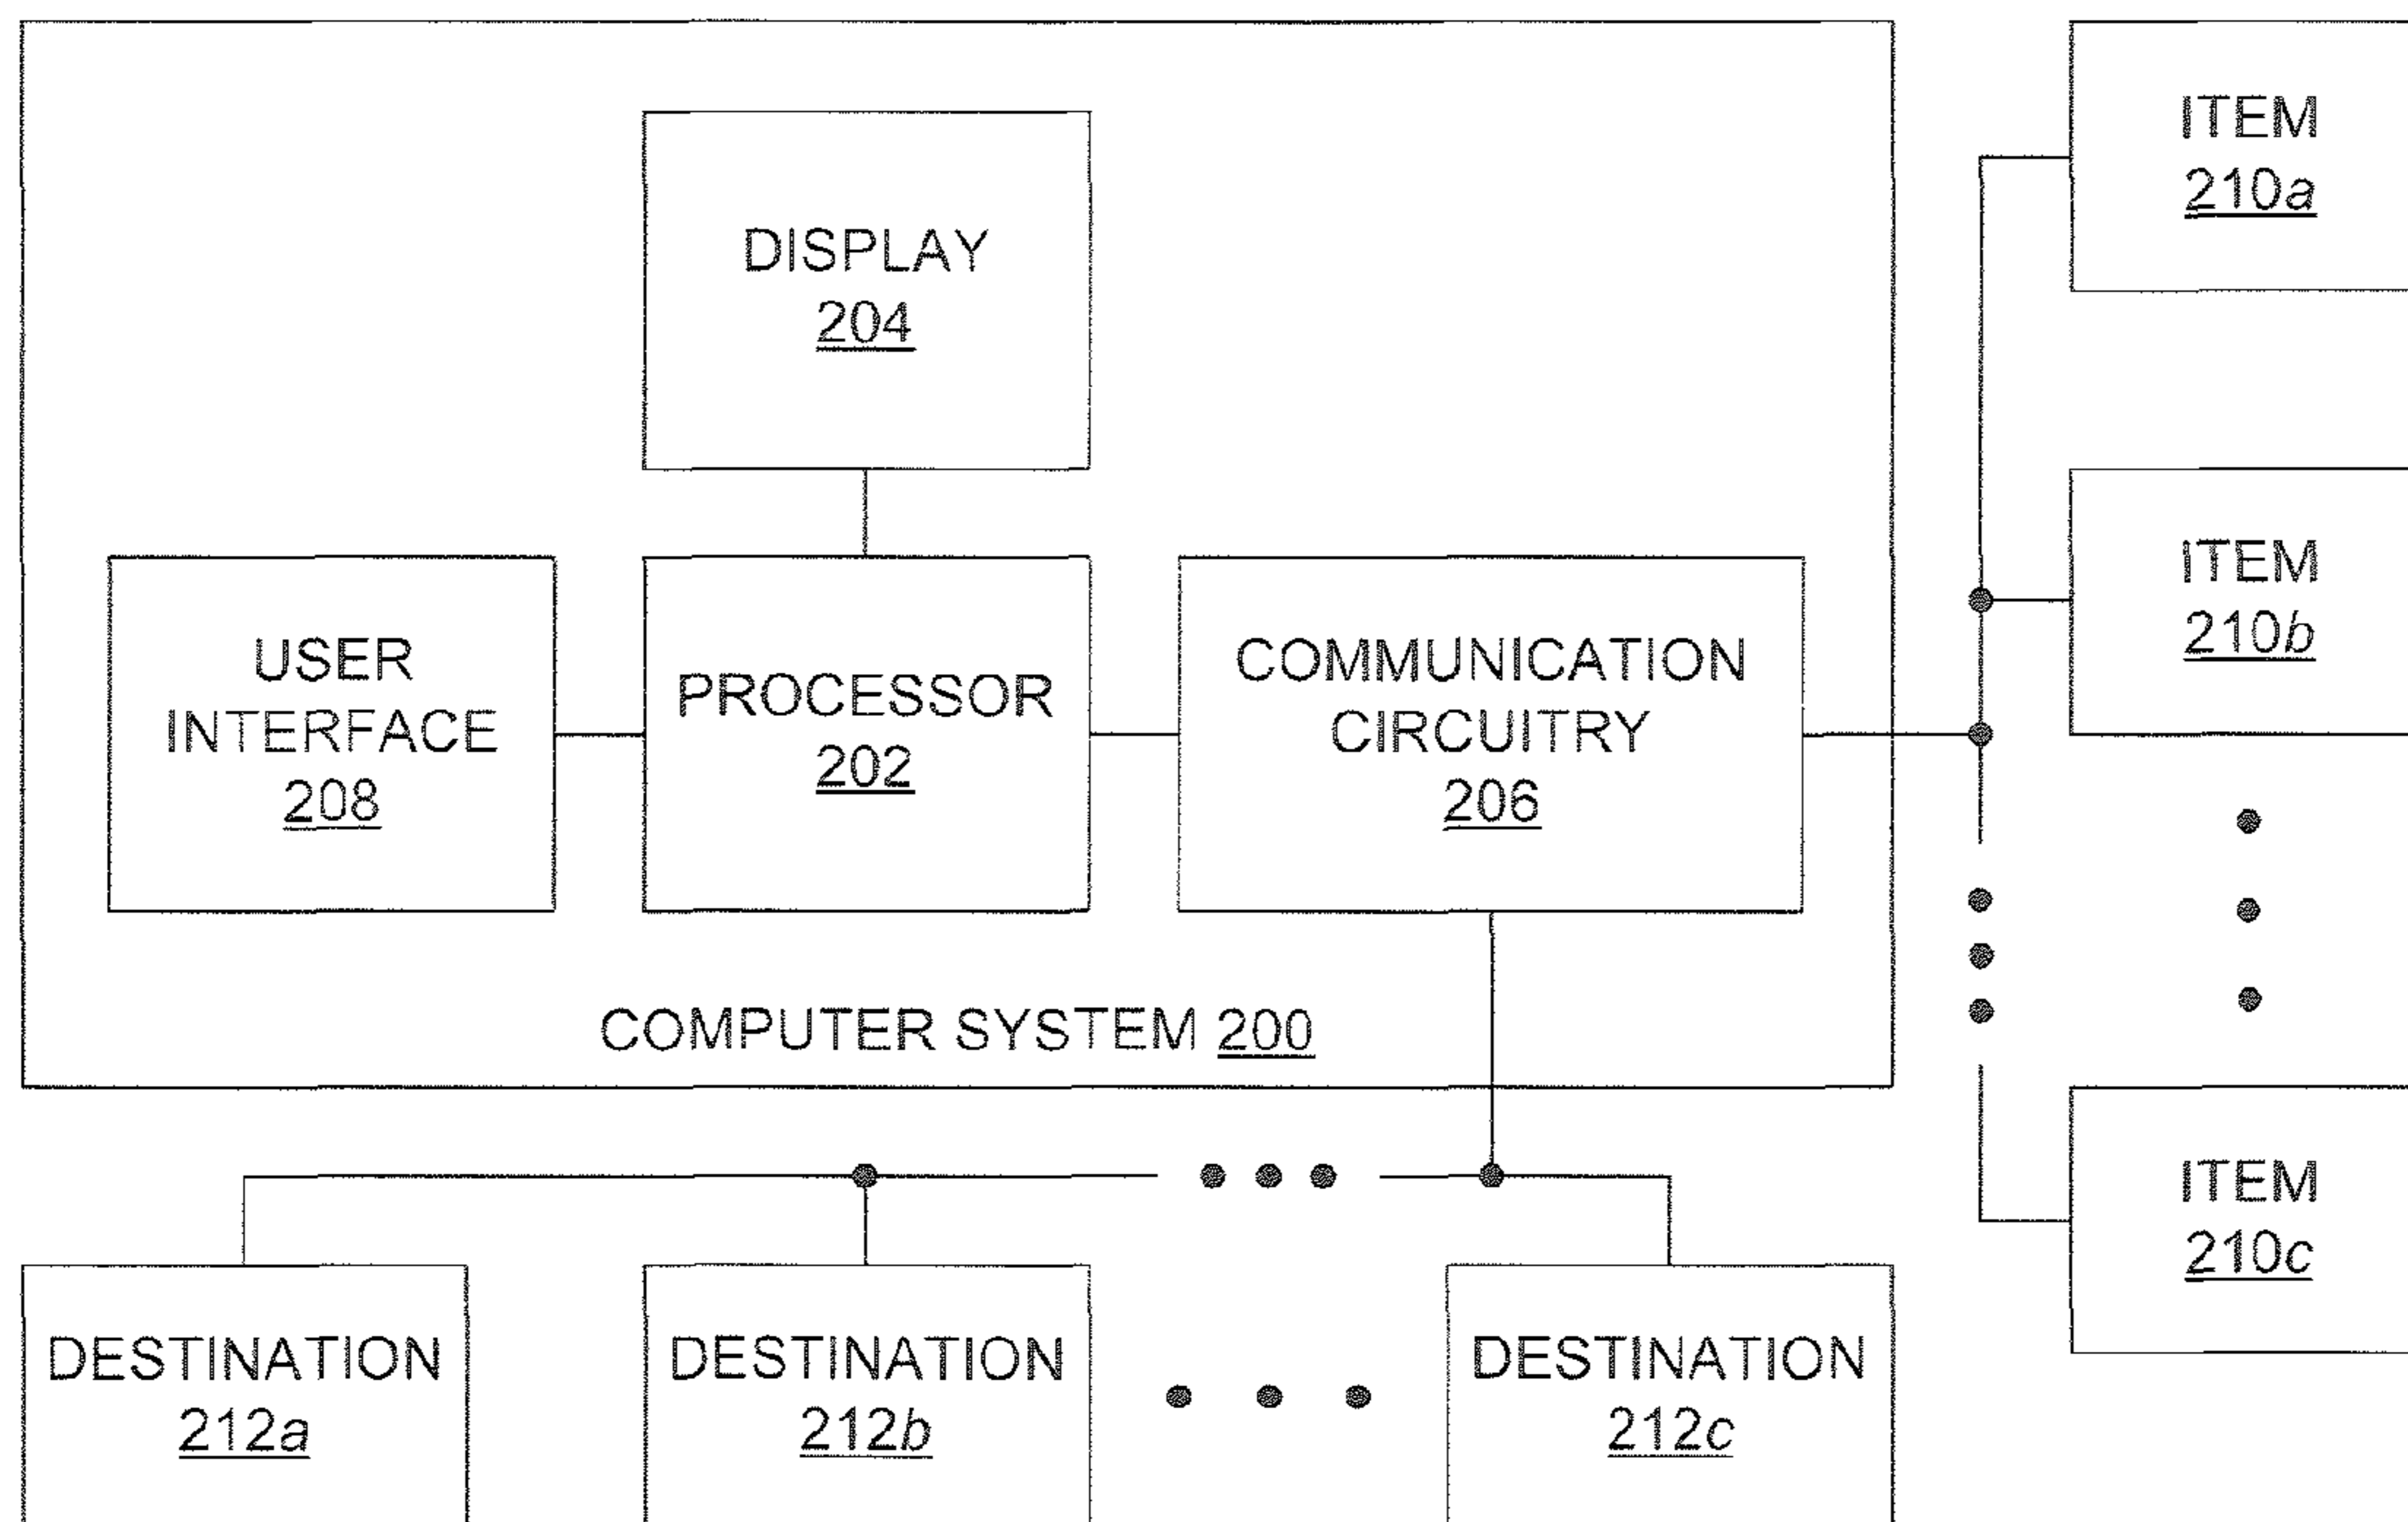 DISPLAY
204
USER
INTERFACE
208
PROCESSOR
202
COMMUNICATION
CIRCUITRY
206
COMPUTER SYSTEM 200
ITEM
210a
ITEM
210b
ITEM
210c
DESTINATION
212a
DESTINATION
212b
DESTINATION
212c